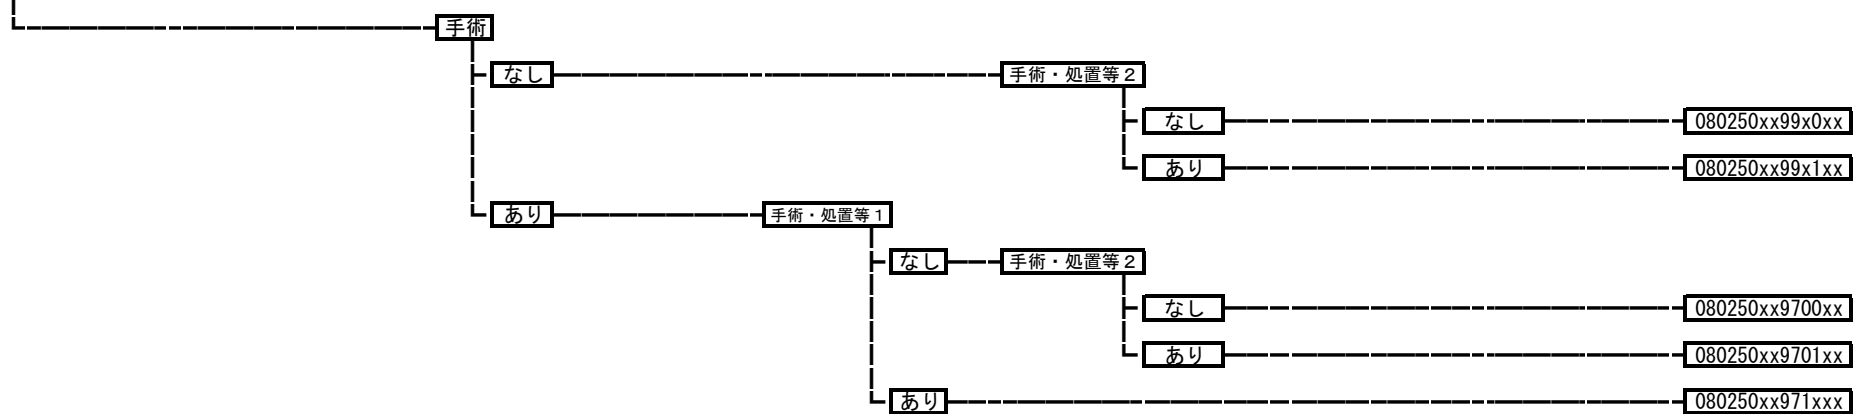 手術
なし 手術・処置等２
なし 080250xx99x0xx
あり 080250xx99x1xx
あり 手術・処置等１
なし 手術・処置等２
なし 080250xx9700xx
あり 080250xx9701xx
あり 080250xx971xxx